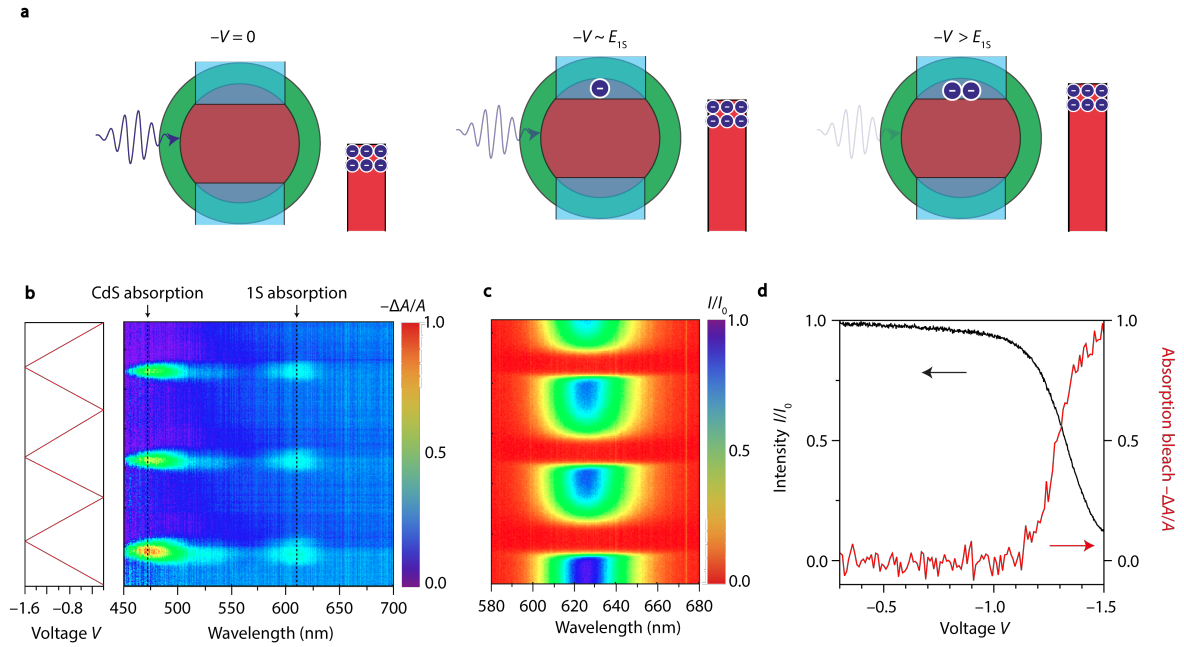 a
–V = 0
–V ~ E1S
–V > E1S
b
CdS absorption
1S absorption
–ΔA/A
1.0
0.5
0.0
–1.6
–0.8
Voltage V
450
500
550
600
650
700
Wavelength (nm)
c
I/I0
1.0
0.5
0.0
580
600
620
640
660
680
Wavelength (nm)
d
1.0
0.5
0.0
Intensity I/I0
1.0
0.5
0.0
Absorption bleach –ΔA/A
–0.5
–1.0
–1.5
Voltage V